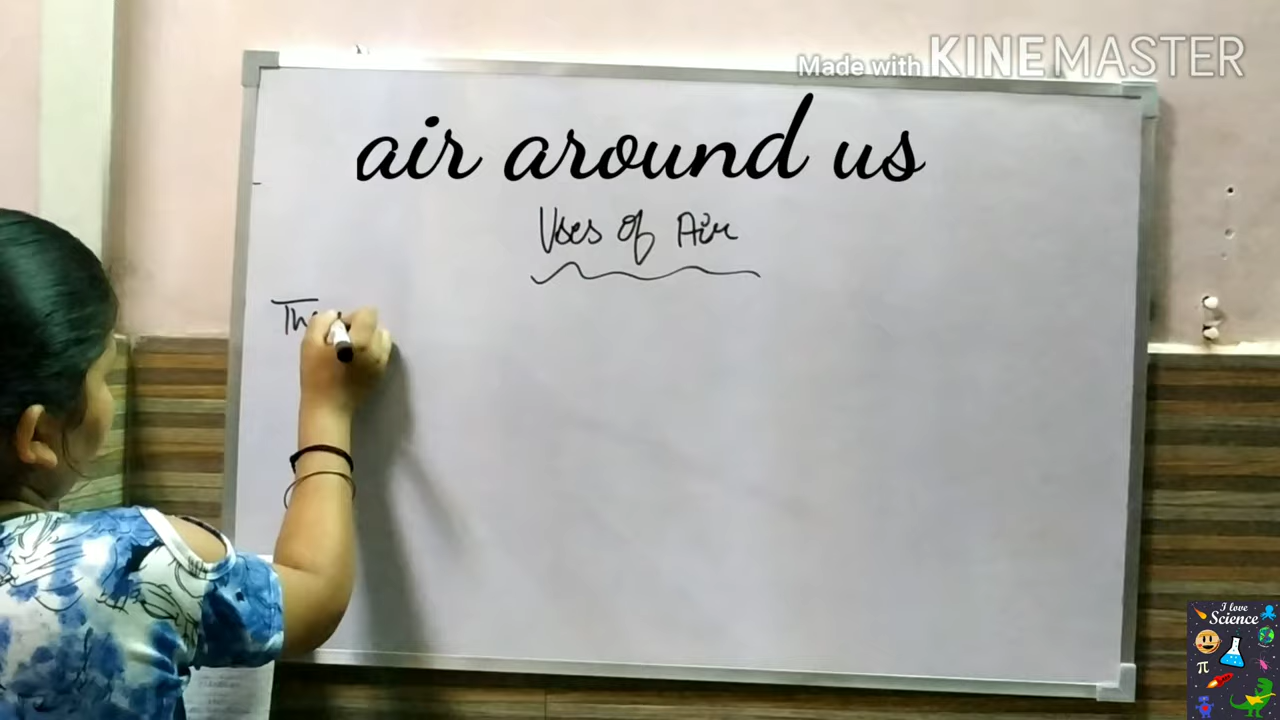 Made with KINEMASTER
air around us
Uses of Air
I love
Science
π